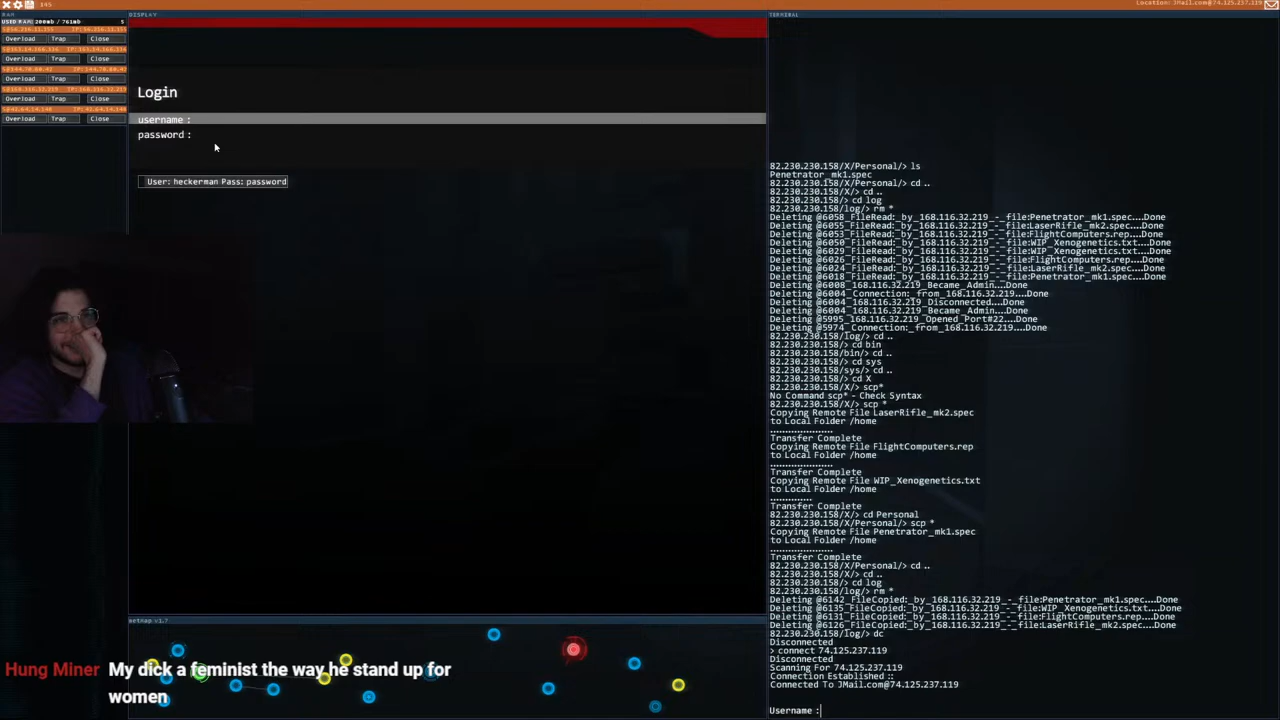 145
Location: JMail.com@74.125.237.119
RAM
USED RAM: 200mb / 761mb 5
DISPLAY
TERMINAL
Overload Trap Close
Overload Trap Close
Overload Trap Close
Overload Trap Close
Overload Trap Close
Login
username :
password :
User: heckerman Pass: password
82.230.230.158/X/Personal/> ls
Penetrator_mk1.spec
82.230.230.158/X/Personal/> cd ..
82.230.230.158/X/> cd ..
82.230.230.158/> cd log
82.230.230.158/log/> rm *
Deleting @6058_FileRead:_by_168.116.32.219_-_file:Penetrator_mk1.spec....Done
Deleting @6055_FileRead:_by_168.116.32.219_-_file:LaserRifle_mk2.spec....Done
Deleting @6053_FileRead:_by_168.116.32.219_-_file:FlightComputers.rep....Done
Deleting @6050_FileRead:_by_168.116.32.219_-_file:WIP_Xenogenetics.txt....Done
Deleting @6029_FileRead:_by_168.116.32.219_-_file:WIP_Xenogenetics.txt....Done
Deleting @6026_FileRead:_by_168.116.32.219_-_file:FlightComputers.rep....Done
Deleting @6024_FileRead:_by_168.116.32.219_-_file:LaserRifle_mk2.spec....Done
Deleting @6018_FileRead:_by_168.116.32.219_-_file:Penetrator_mk1.spec....Done
Deleting @6008_168.116.32.219_Became_Admin....Done
Deleting @6004_Connection:_from_168.116.32.219....Done
Deleting @6004_168.116.32.219_Disconnected....Done
Deleting @6004_168.116.32.219_Became_Admin....Done
Deleting @5995_168.116.32.219_Opened_Port#22....Done
Deleting @5974_Connection:_from_168.116.32.219....Done
82.230.230.158/log/> cd ..
82.230.230.158/> cd bin
82.230.230.158/bin/> cd ..
82.230.230.158/> cd sys
82.230.230.158/sys/> cd ..
82.230.230.158/> cd X
82.230.230.158/X/> scp*
No Command scp* - Check Syntax
82.230.230.158/X/> scp *
Copying Remote File LaserRifle_mk2.spec
to Local Folder /home
.....................
Transfer Complete
Copying Remote File FlightComputers.rep
to Local Folder /home
.....................
Transfer Complete
Copying Remote File WIP_Xenogenetics.txt
to Local Folder /home
..............
Transfer Complete
82.230.230.158/X/> cd Personal
82.230.230.158/X/Personal/> scp *
Copying Remote File Penetrator_mk1.spec
to Local Folder /home
.....................
Transfer Complete
82.230.230.158/X/Personal/> cd ..
82.230.230.158/X/> cd ..
82.230.230.158/> cd log
82.230.230.158/log/> rm *
Deleting @6142_FileCopied:_by_168.116.32.219_-_file:Penetrator_mk1.spec....Done
Deleting @6135_FileCopied:_by_168.116.32.219_-_file:WIP_Xenogenetics.txt....Done
Deleting @6131_FileCopied:_by_168.116.32.219_-_file:FlightComputers.rep....Done
Deleting @6126_FileCopied:_by_168.116.32.219_-_file:LaserRifle_mk2.spec....Done
82.230.230.158/log/> dc
Disconnected
> connect 74.125.237.119
Disconnected
Scanning For 74.125.237.119
Connection Established ::
Connected To JMail.com@74.125.237.119
Username :
netMap v1.7
Hung Miner My dick a feminist the way he stand up for
women